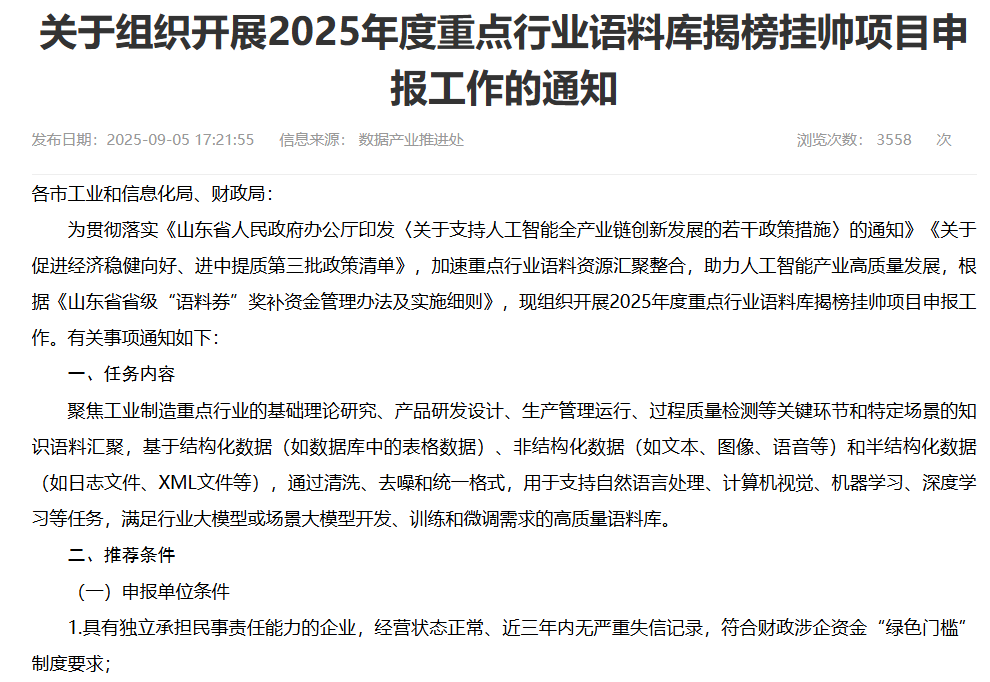 关于组织开展2025年度重点行业语料库揭榜挂帅项目申
报工作的通知
发布日期：2025-09-05 17:21:55 信息来源：数据产业推进处 浏览次数：3558 次
各市工业和信息化局、财政局：
为贯彻落实《山东省人民政府办公厅印发〈关于支持人工智能全产业链创新发展的若干政策措施〉的通知》《关于
促进经济稳健向好、进中提质第三批政策清单》，加速重点行业语料资源汇聚整合，助力人工智能产业高质量发展，根
据《山东省省级“语料券”奖补资金管理办法及实施细则》，现组织开展2025年度重点行业语料库揭榜挂帅项目申报工
作。有关事项通知如下：
一、任务内容
聚焦工业制造重点行业的基础理论研究、产品研发设计、生产管理运行、过程质量检测等关键环节和特定场景的知
识语料汇聚，基于结构化数据（如数据库中的表格数据）、非结构化数据（如文本、图像、语音等）和半结构化数据
（如日志文件、XML文件等），通过清洗、去噪和统一格式，用于支持自然语言处理、计算机视觉、机器学习、深度学
习等任务，满足行业大模型或场景大模型开发、训练和微调需求的高质量语料库。
二、推荐条件
（一）申报单位条件
1.具有独立承担民事责任能力的企业，经营状态正常、近三年内无严重失信记录，符合财政涉企资金“绿色门槛”
制度要求；